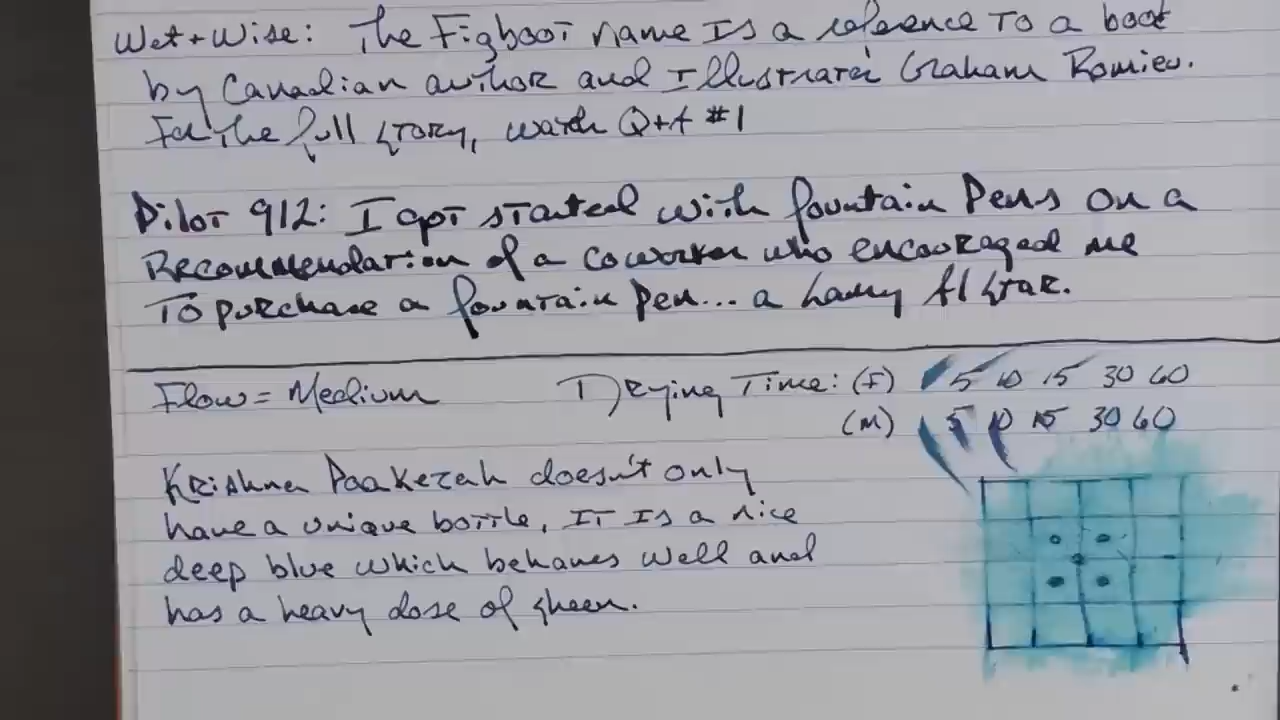 Wet + Wise: The Figboot name Is a reference To a boot
by Canadian author and Illustrator Graham Romieu.
For the full story, watch Q+A #1
Pilot 912: I got started with fountain Pens on a
Recommendation of a coworker who encouraged me
To purchase a fountain Pen... a Lamy Al Star.
Flow = Medium Drying Time: (F) 5 10 15 30 60
(M) 5 10 15 30 60
Krishna Paakezah doesn't only
have a unique bottle, IT Is a nice
deep blue which behaves well and
has a heavy dose of sheen.